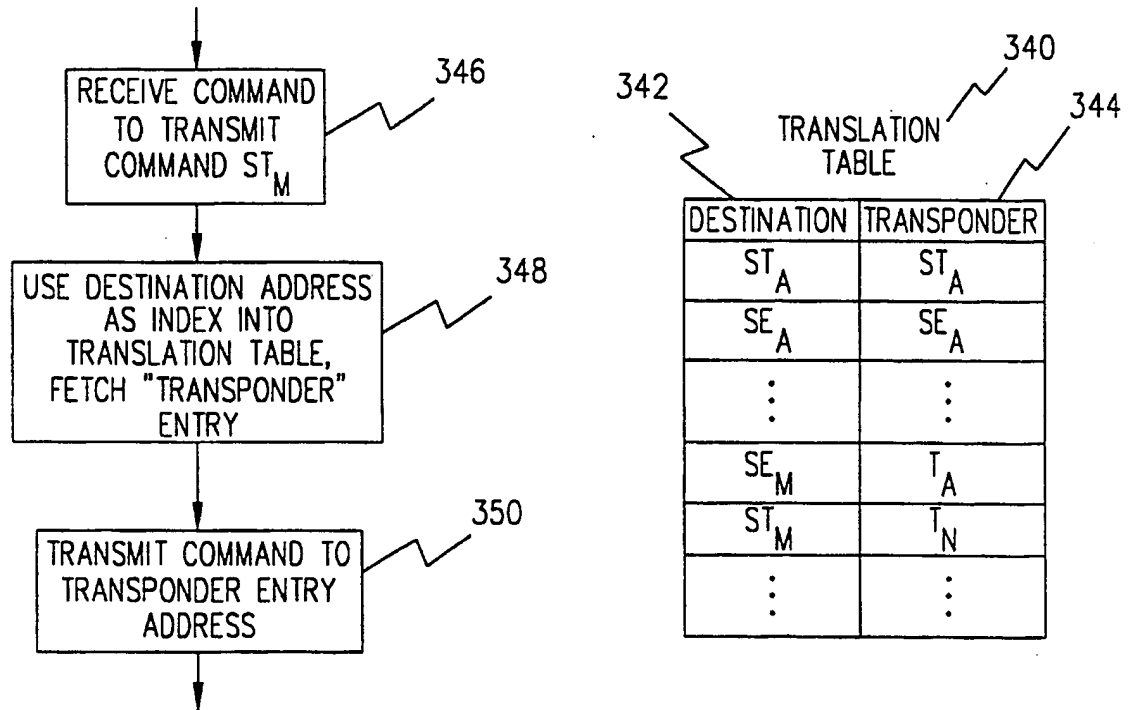 346
RECEIVE COMMAND
TO TRANSMIT
COMMAND ST_M
348
USE DESTINATION ADDRESS
AS INDEX INTO
TRANSLATION TABLE,
FETCH "TRANSPONDER"
ENTRY
350
TRANSMIT COMMAND TO
TRANSPONDER ENTRY
ADDRESS
340
342
344
TRANSLATION
TABLE
DESTINATION TRANSPONDER
ST_A ST_A
SE_A SE_A
⋮ ⋮
SE_M T_A
ST_M T_N
⋮ ⋮